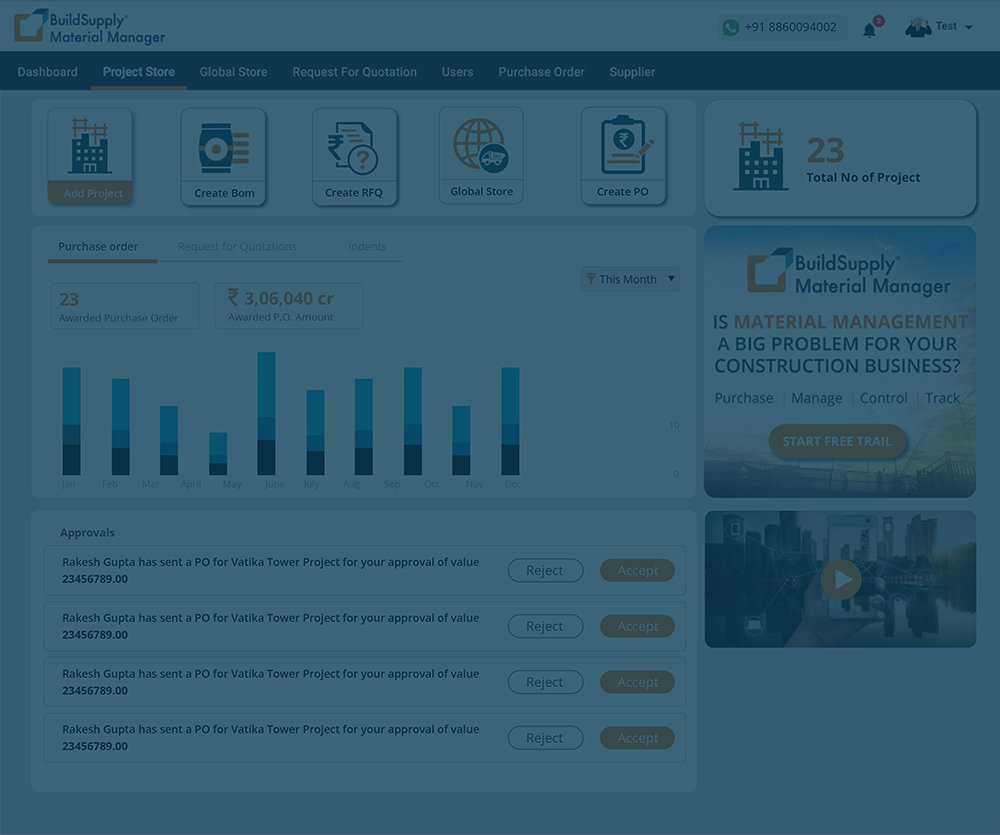 BuildSupply®
Material Manager
+91 8860094002
2
Test
Dashboard
Project Store
Global Store
Request For Quotation
Users
Purchase Order
Supplier
Add Project
Create Bom
Create RFQ
Global Store
Create PO
23
Total No of Project
Purchase order
Request for Quotations
Indents
23
Awarded Purchase Order
₹ 3,06,040 cr
Awarded P.O. Amount
This Month
10
0
Jan Feb Mar April May June July Aug Sep Oct Nov Dec
BuildSupply®
Material Manager
IS MATERIAL MANAGEMENT
A BIG PROBLEM FOR YOUR
CONSTRUCTION BUSINESS?
Purchase | Manage | Control | Track
START FREE TRAIL
Approvals
Rakesh Gupta has sent a PO for Vatika Tower Project for your approval of value
23456789.00
Reject
Accept
Rakesh Gupta has sent a PO for Vatika Tower Project for your approval of value
23456789.00
Reject
Accept
Rakesh Gupta has sent a PO for Vatika Tower Project for your approval of value
23456789.00
Reject
Accept
Rakesh Gupta has sent a PO for Vatika Tower Project for your approval of value
23456789.00
Reject
Accept